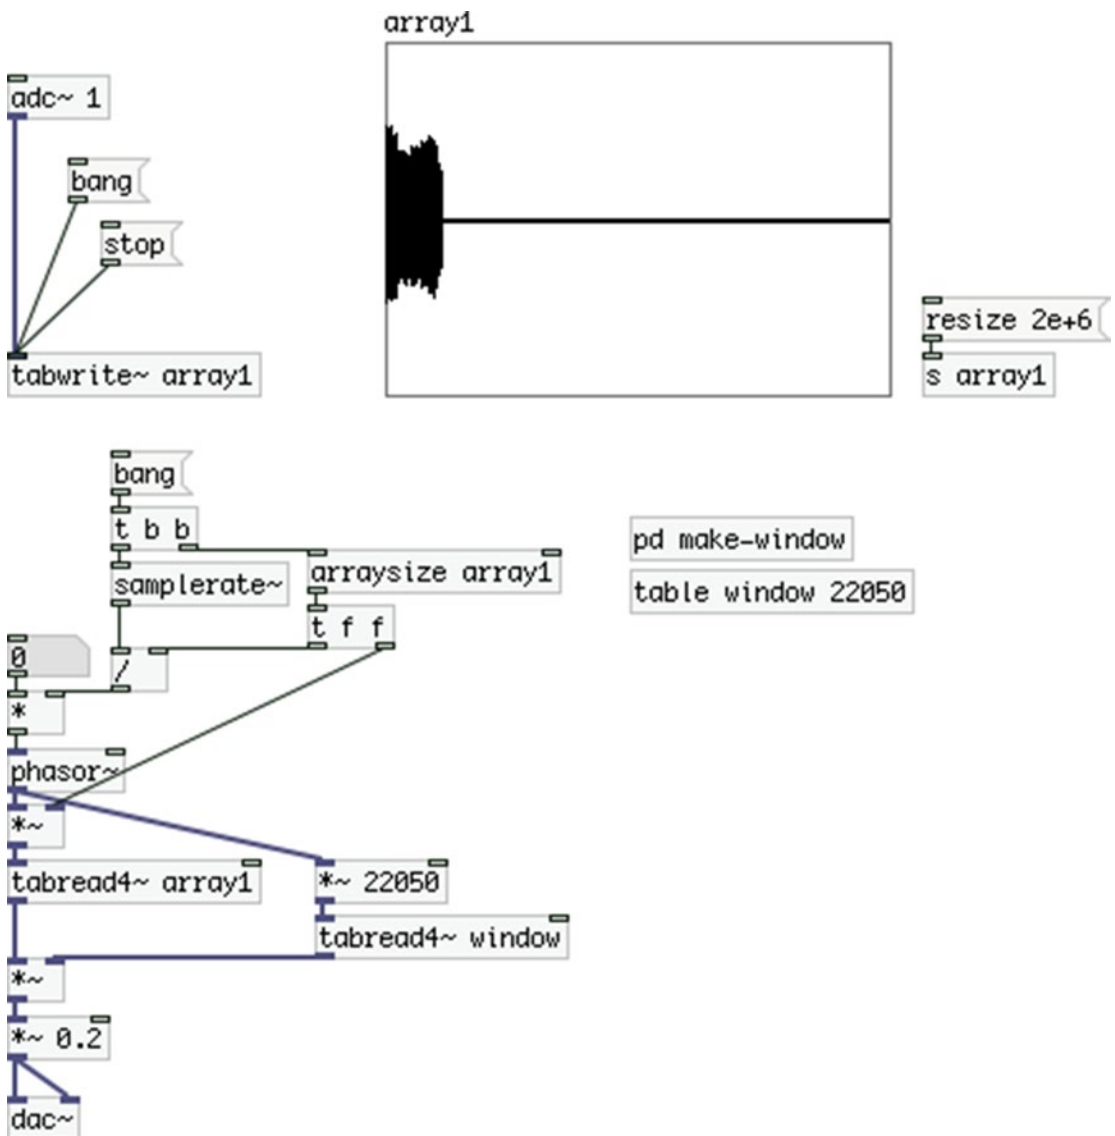 array1
adc~ 1
bang
stop
resize 2e+6
tabwrite~ array1
s array1
bang
t b b
pd make-window
samplerate~
arraysize array1
table window 22050
t f f
0
/
*
phasor~
*~
tabread4~ array1
*~ 22050
tabread4~ window
*~
*~ 0.2
dac~